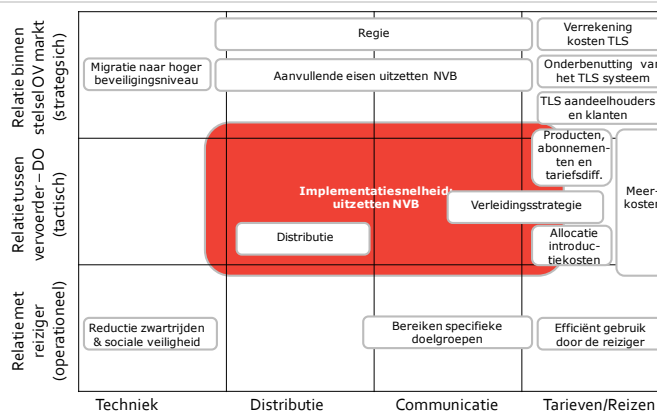 Relatie binnen
stelsel OV markt
(strategsich)
Regie
Verrekening
kosten TLS
Migratie naar hoger
beveiligingsniveau
Aanvullende eisen uitzetten NVB
Onderbenutting van
het TLS systeem
TLS aandeelhouders
en klanten
Relatie tussen
vervoerder – DO
(tactisch)
Implementatiesnelheid:
uitzetten NVB
Producten,
abonnemen-
ten en
tariefsdiff.
Meer-
kosten
Verleidingsstrategie
Distributie
Allocatie
introduc-
tiekosten
Relatie met
reiziger
(operationeel)
Reductie zwartrijden
& sociale veiligheid
Bereiken specifieke
doelgroepen
Efficiënt gebruik
door de reiziger
Techniek
Distributie
Communicatie
Tarieven/Reizen